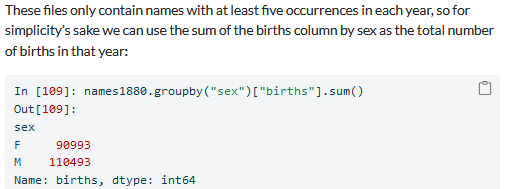 These files only contain names with at least five occurrences in each year, so for
simplicity's sake we can use the sum of the births column by sex as the total number
of births in that year:
In [109]: names1880.groupby("sex")["births"].sum()
Out[109]:
sex
F     90993
M    110493
Name: births, dtype: int64